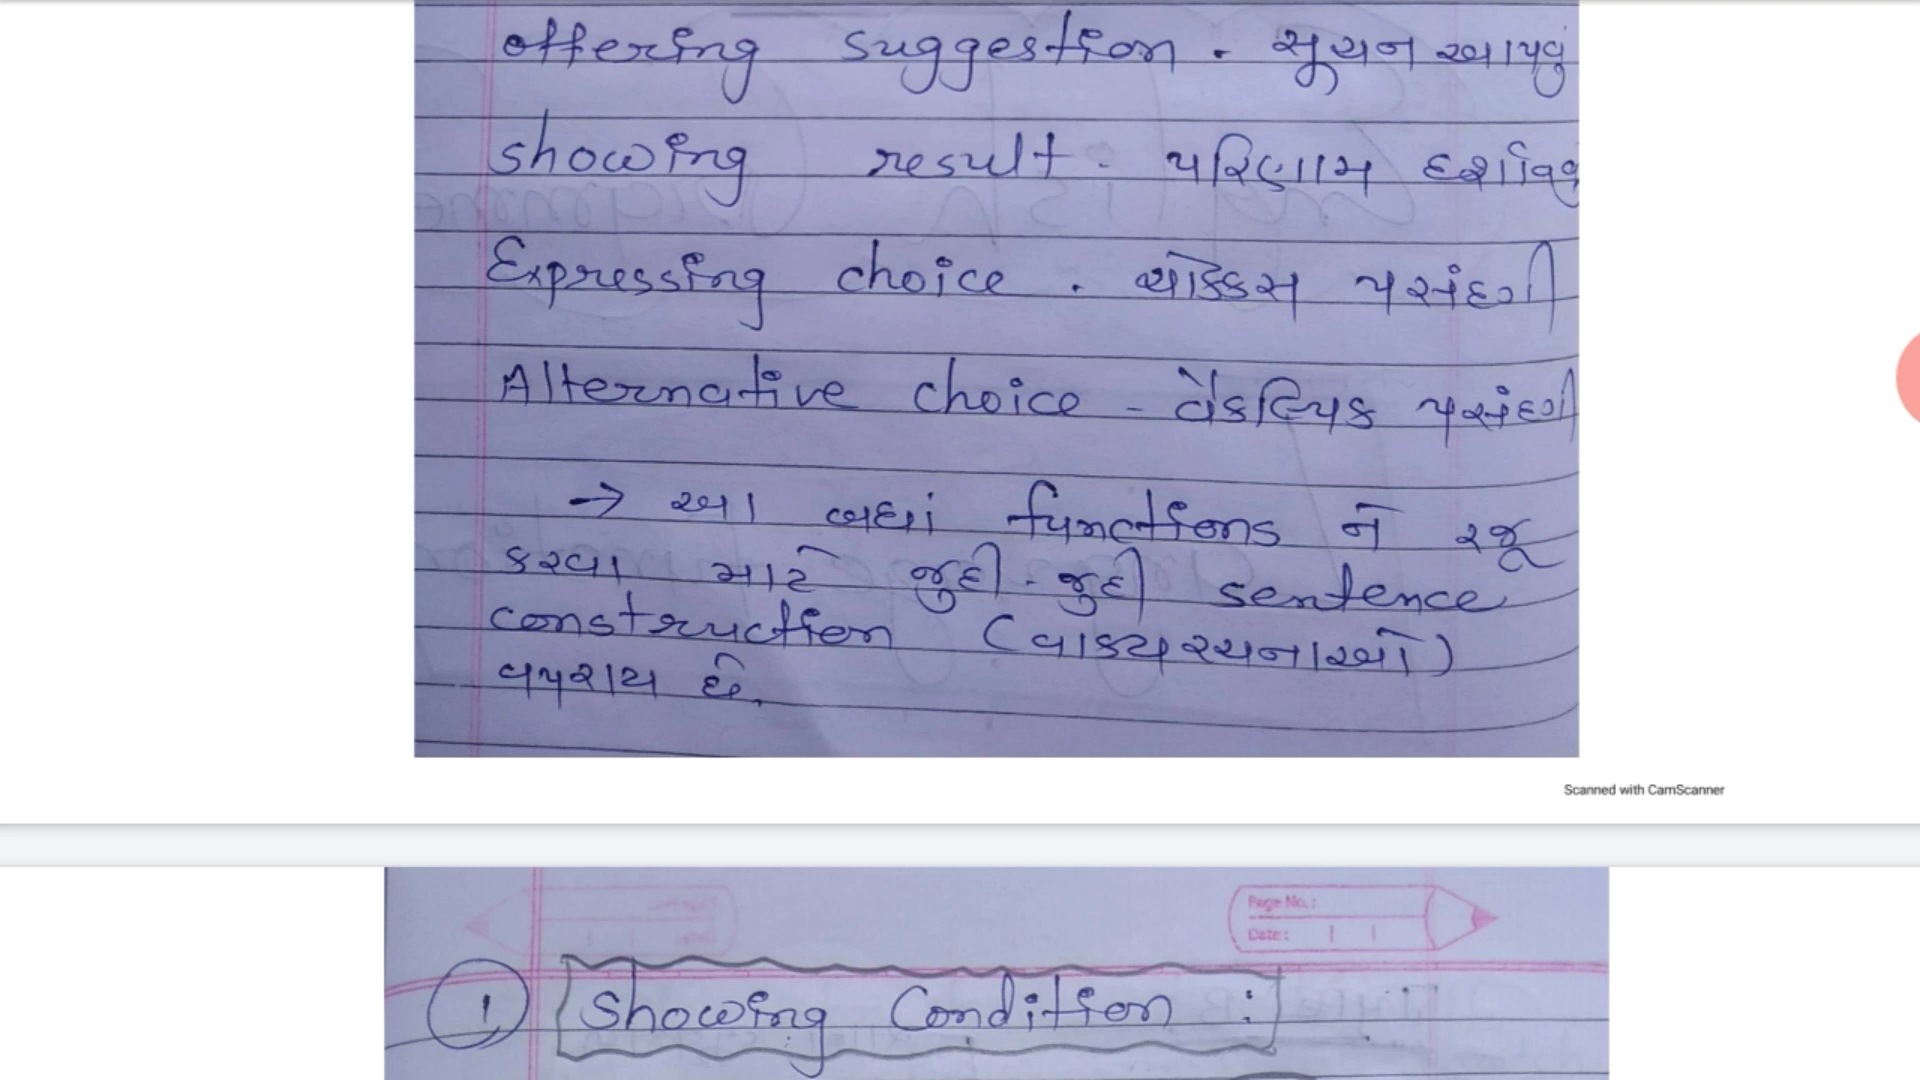 offering suggestion. સૂચન આપવું
showing result. પરિણામ દર્શાવવું
Expressing choice. ચોક્કસ પસંદગી
Alternative choice - વૈકલ્પિક પસંદગી
→ આ બધાં functions ને રજૂ
કરવા માટે જુદી-જુદી sentence
construction (વાક્યરચનાઓ)
વપરાય છે.
Scanned with CamScanner
Page No.:
Date:
1 Showing Condition: